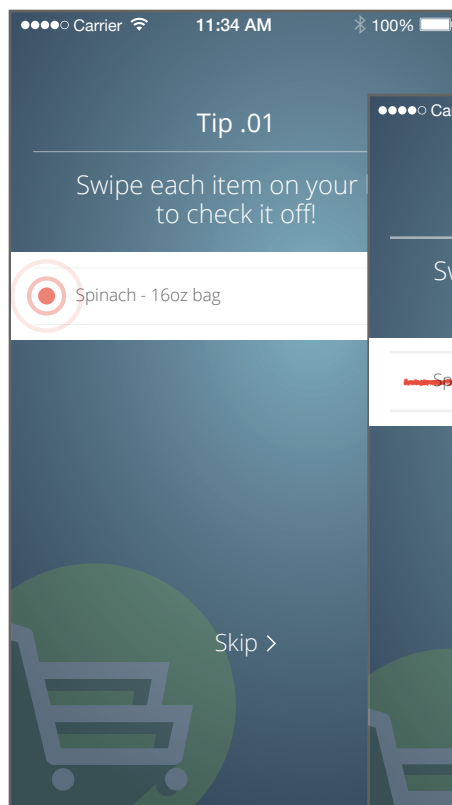 Carrier 11:34 AM 100%
Tip .01
Swipe each item on your
to check it off!
Spinach - 16oz bag
Skip >
Ca
Sw
Sp